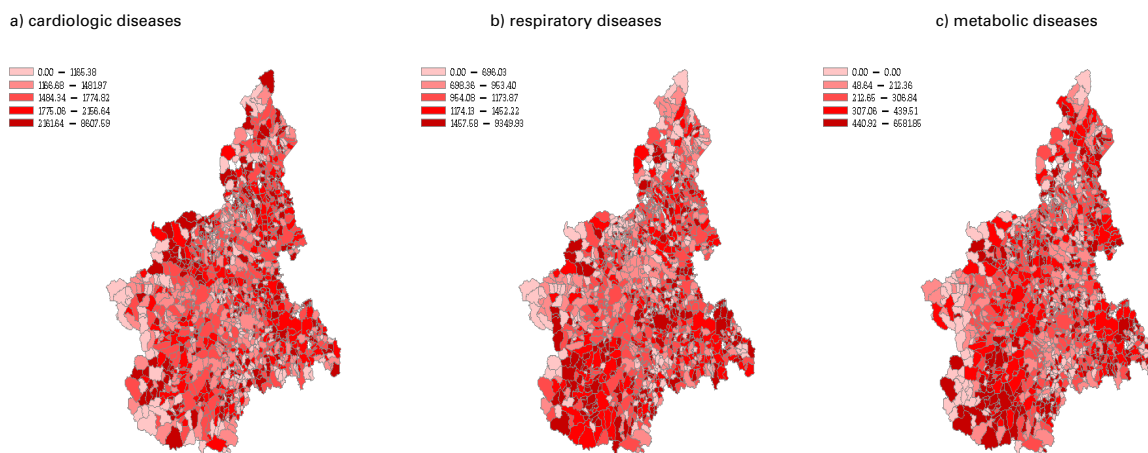 a) cardiologic diseases
0.00 – 1165.38
1166.68 – 1481.97
1484.34 – 1774.82
1775.06 – 2156.64
2161.64 – 8607.59
b) respiratory diseases
0.00 – 696.03
698.36 – 953.40
954.08 – 1173.87
1174.13 – 1452.22
1457.58 – 9349.93
c) metabolic diseases
0.00 – 0.00
48.64 – 212.36
212.65 – 306.84
307.06 – 439.51
440.92 – 6581.85